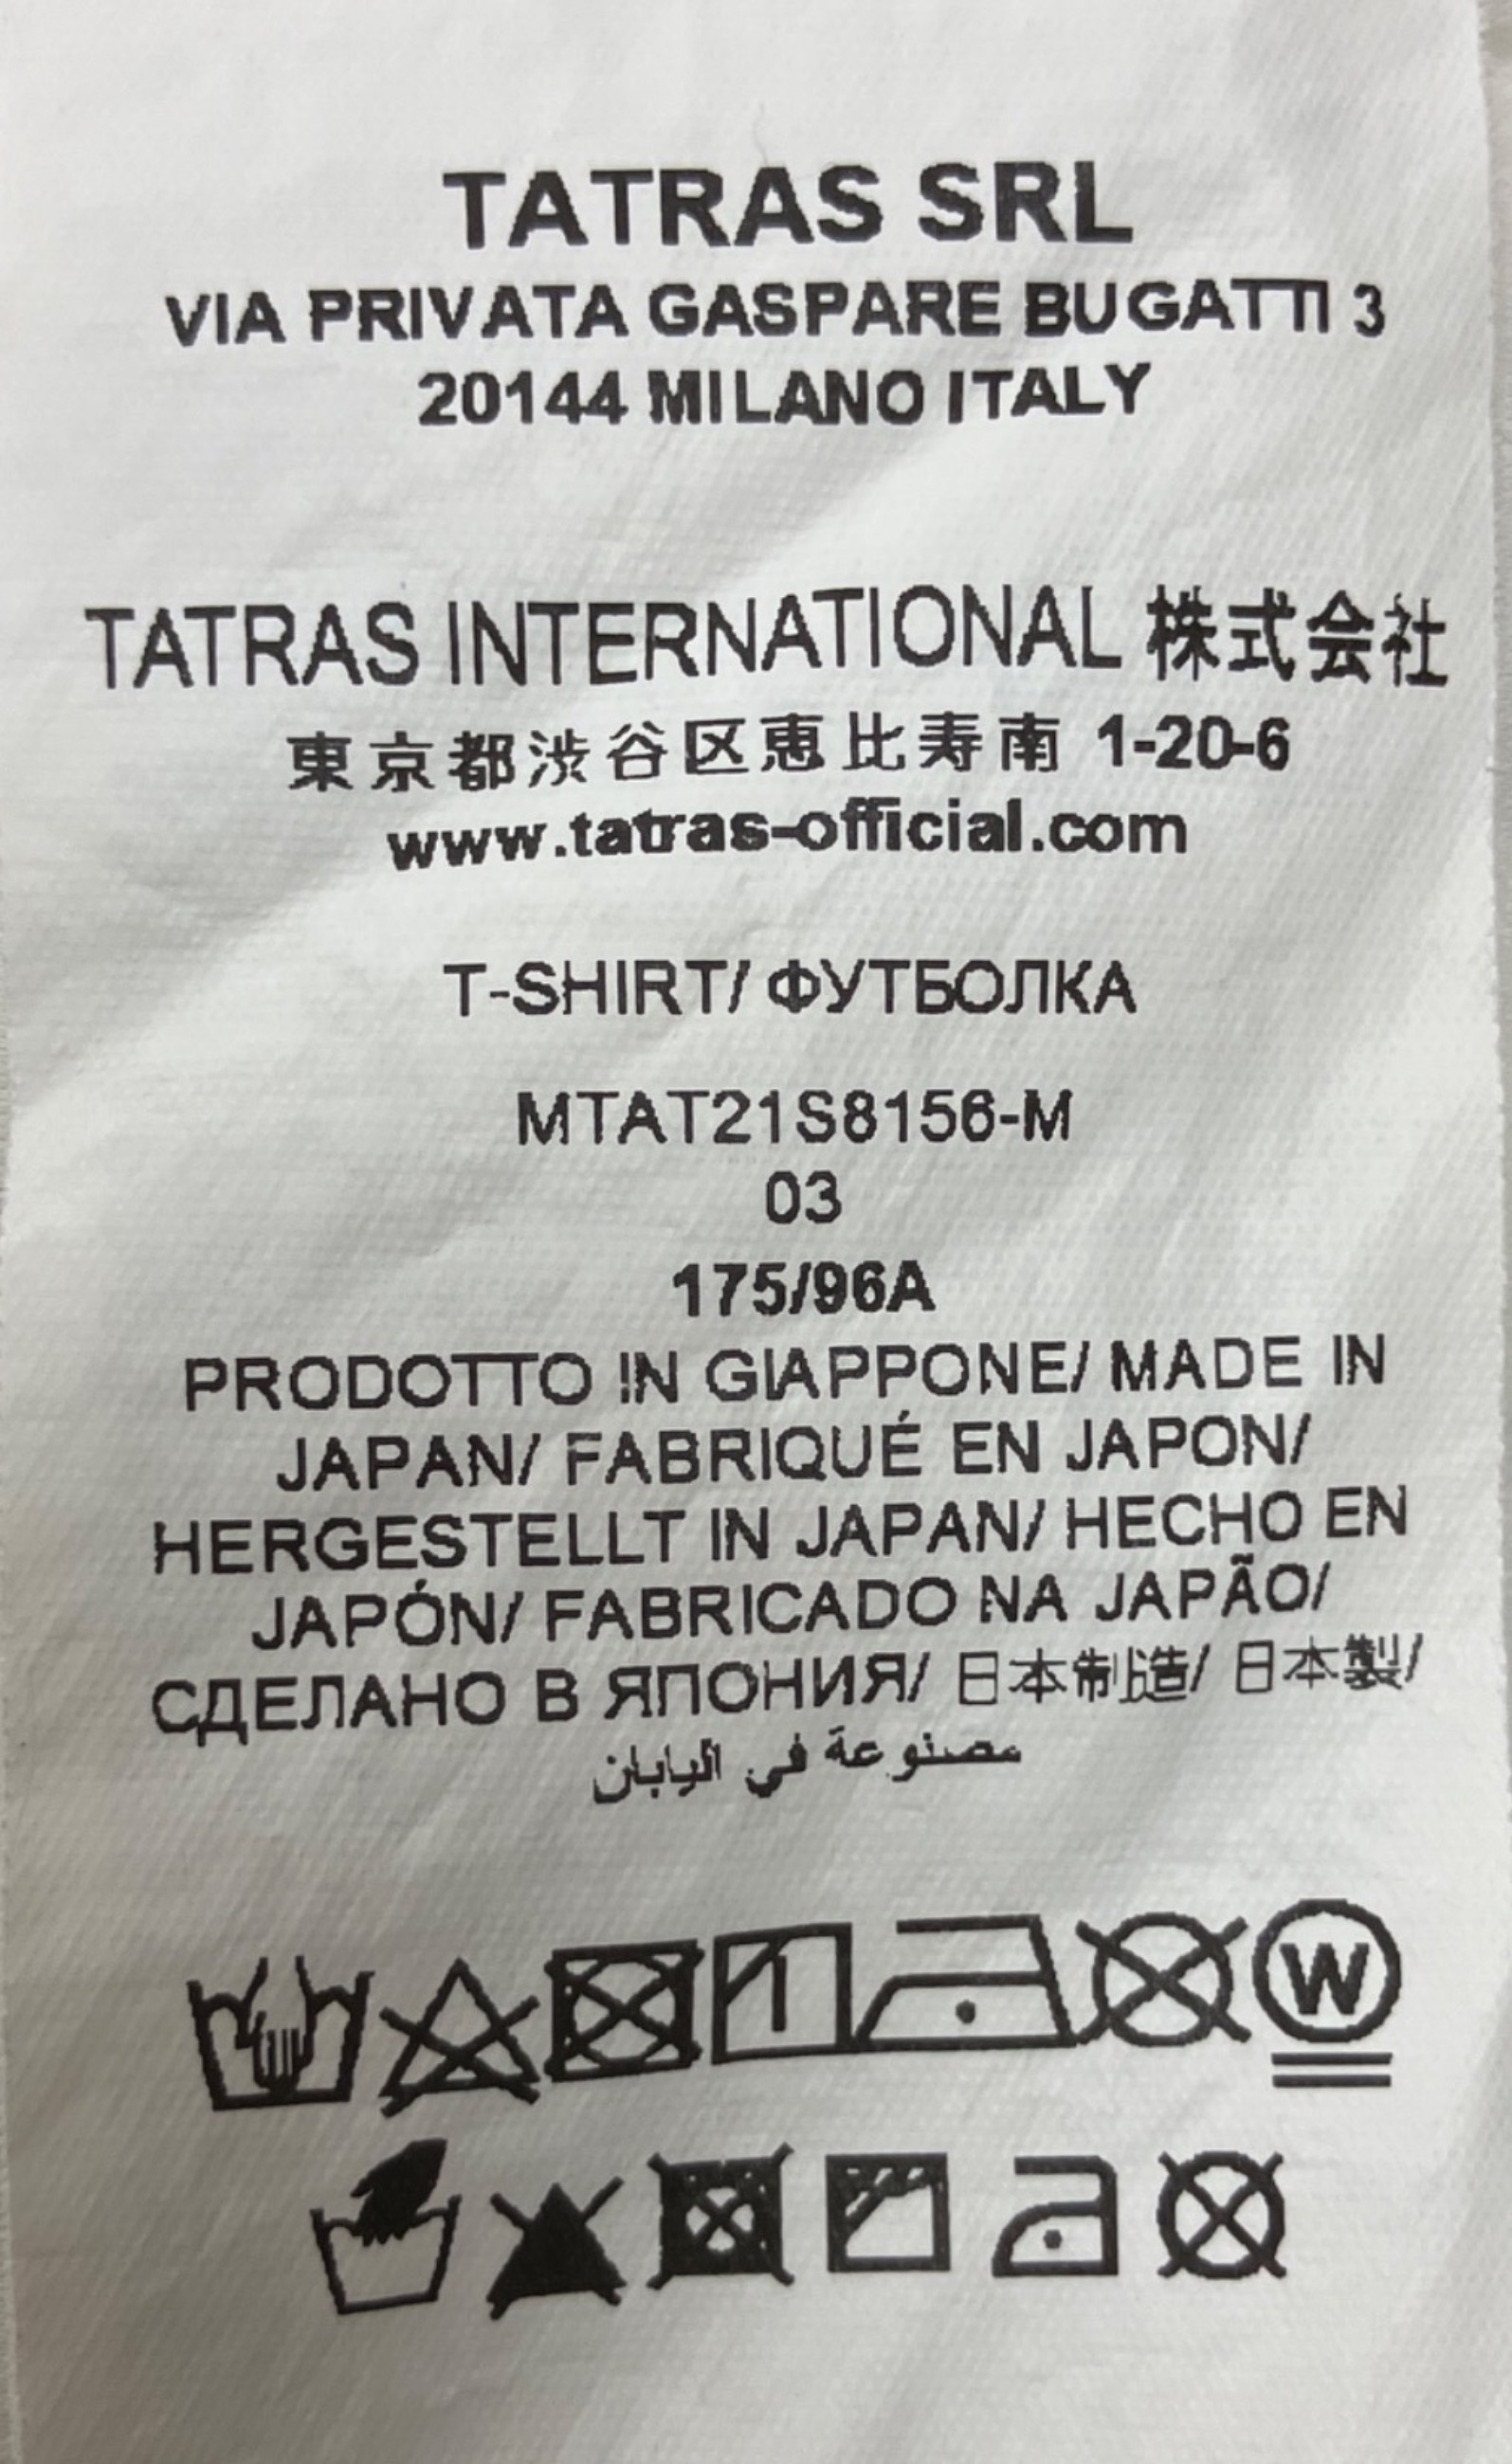 TATRAS SRL
VIA PRIVATA GASPARE BUGATTI 3
20144 MILANO ITALY
TATRAS INTERNATIONAL 株式会社
東京都渋谷区恵比寿南 1-20-6
www.tatras-official.com
T-SHIRT/ ФУТБОЛКА
MTAT21S8156-M
03
175/96A
PRODOTTO IN GIAPPONE/ MADE IN
JAPAN/ FABRIQUÉ EN JAPON/
HERGESTELLT IN JAPAN/ HECHO EN
JAPÓN/ FABRICADO NA JAPÃO/
СДЕЛАНО В ЯПОНИЯ/ 日本制造/ 日本製/
مصنوعة في اليابان
W